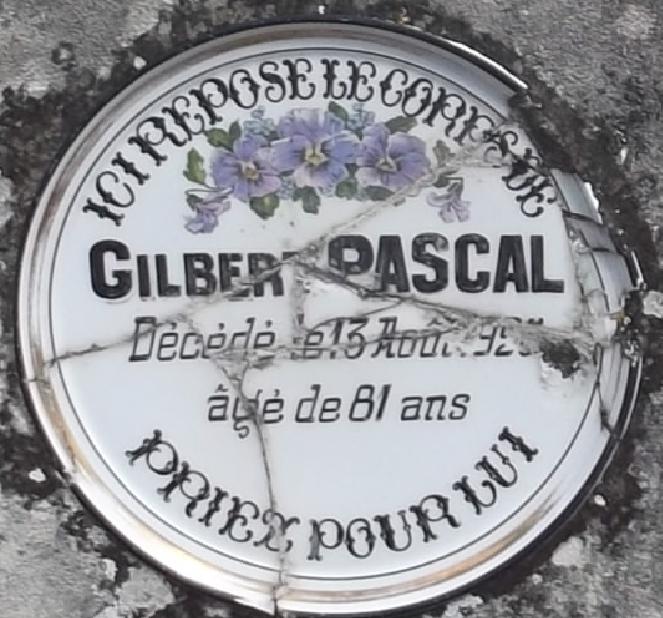 ICI REPOSE LE CORPS DE
GILBERT PASCAL
Décédé le 13 Août
âgé de 81 ans
PRIEZ POUR LUI